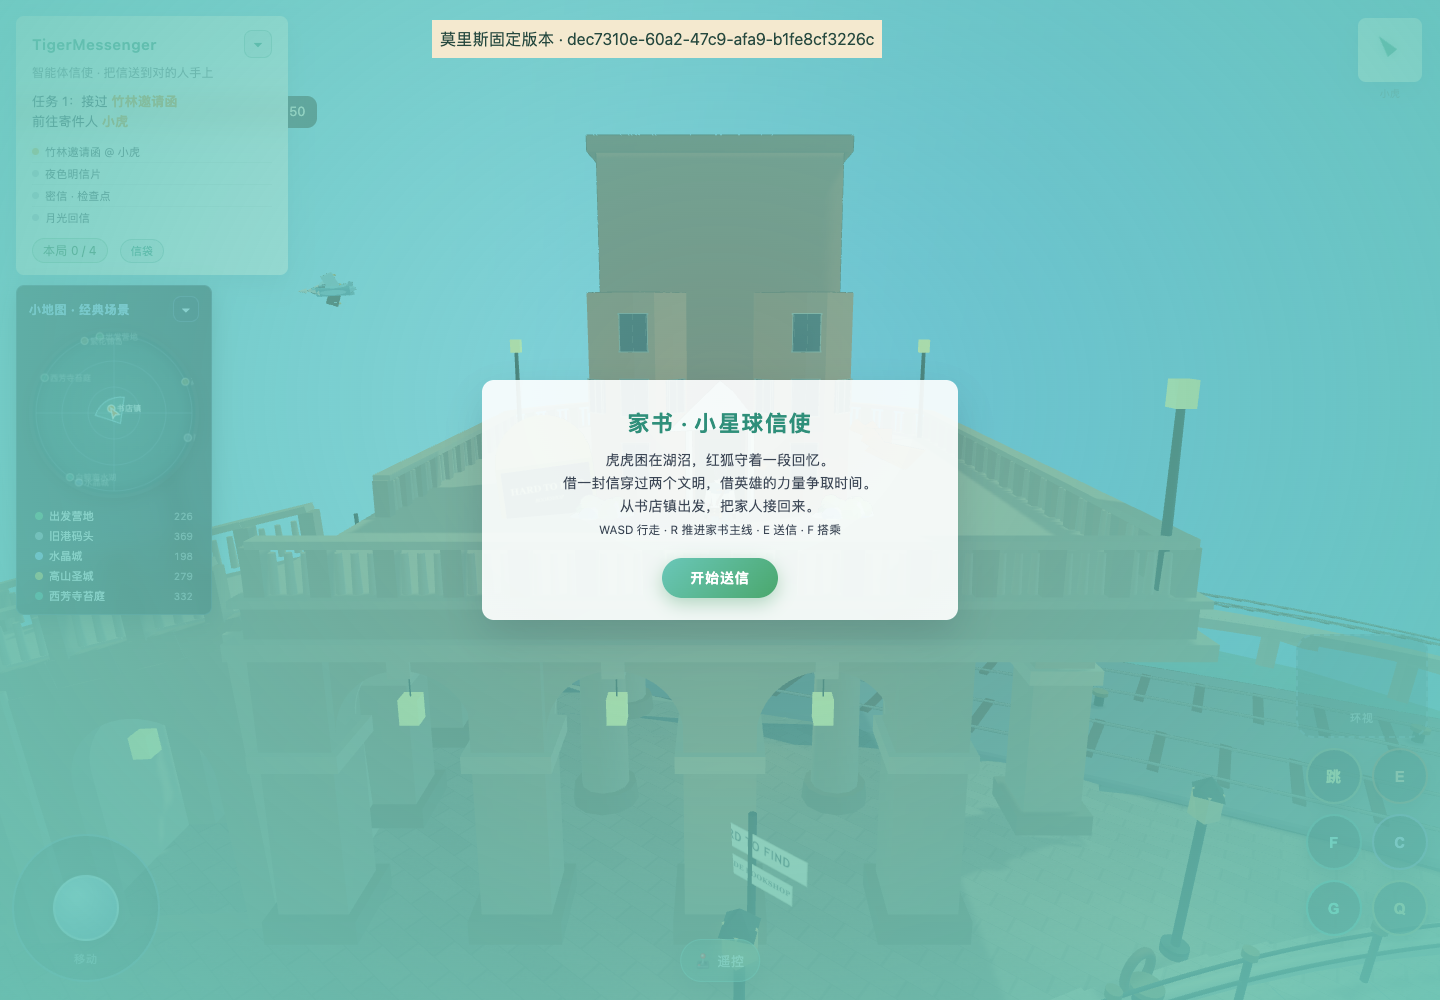 莫里斯固定版本 · dec7310e-60a2-47c9-afa9-b1fe8cf3226c
TigerMessenger
智能体信使 · 把信送到对的人手上
任务 1：接过 竹林邀请函
前往寄件人 小虎
50
竹林邀请函 @ 小虎
夜色明信片
密信 · 检查点
月光回信
本局 0 / 4
信袋
小虎
小地图 · 经典场景
书店镇
出发营地 226
旧港码头 369
水晶城 198
高山圣城 279
西芳寺苔庭 332
家书 · 小星球信使
虎虎困在湖沼，红狐守着一段回忆。
借一封信穿过两个文明，借英雄的力量争取时间。
从书店镇出发，把家人接回来。
WASD 行走 · R 推进家书主线 · E 送信 · F 搭乘
开始送信
环视
跳
E
F
C
G
Q
移动
遥控
TO FIND